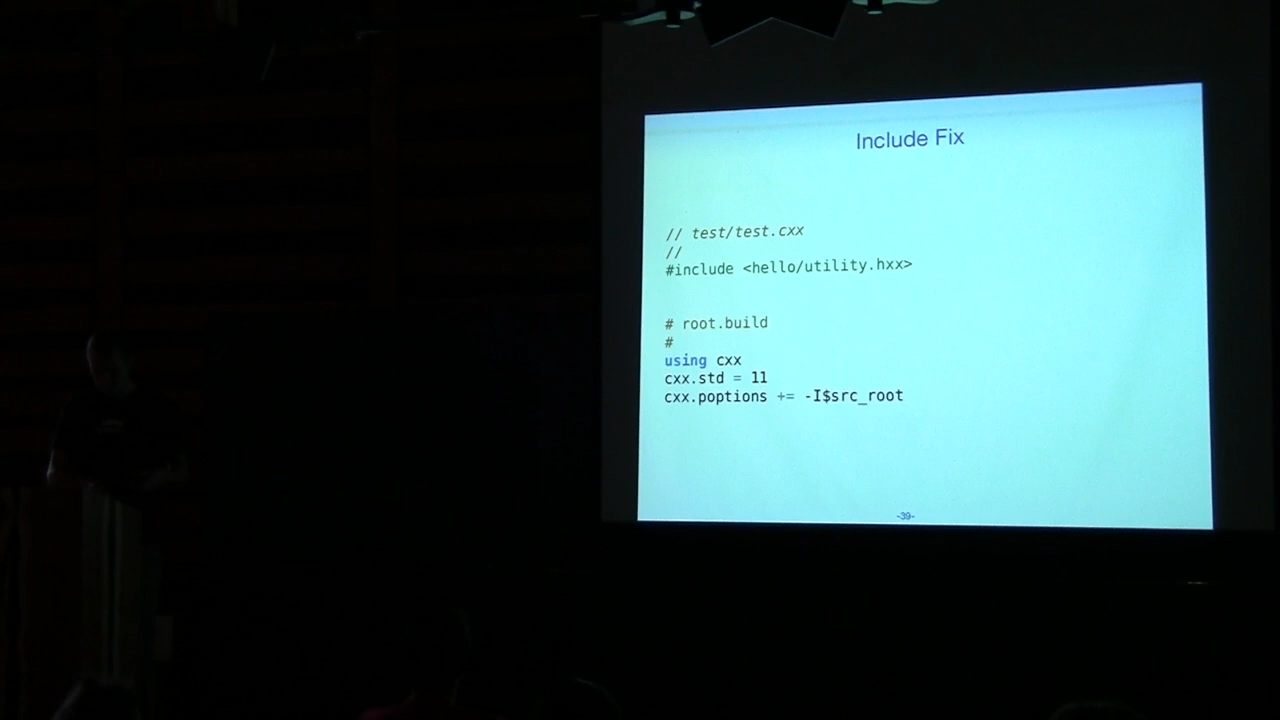 Include Fix
// test/test.cxx
//
#include <hello/utility.hxx>
# root.build
#
using cxx
cxx.std = 11
cxx.poptions += -I$src_root
-39-